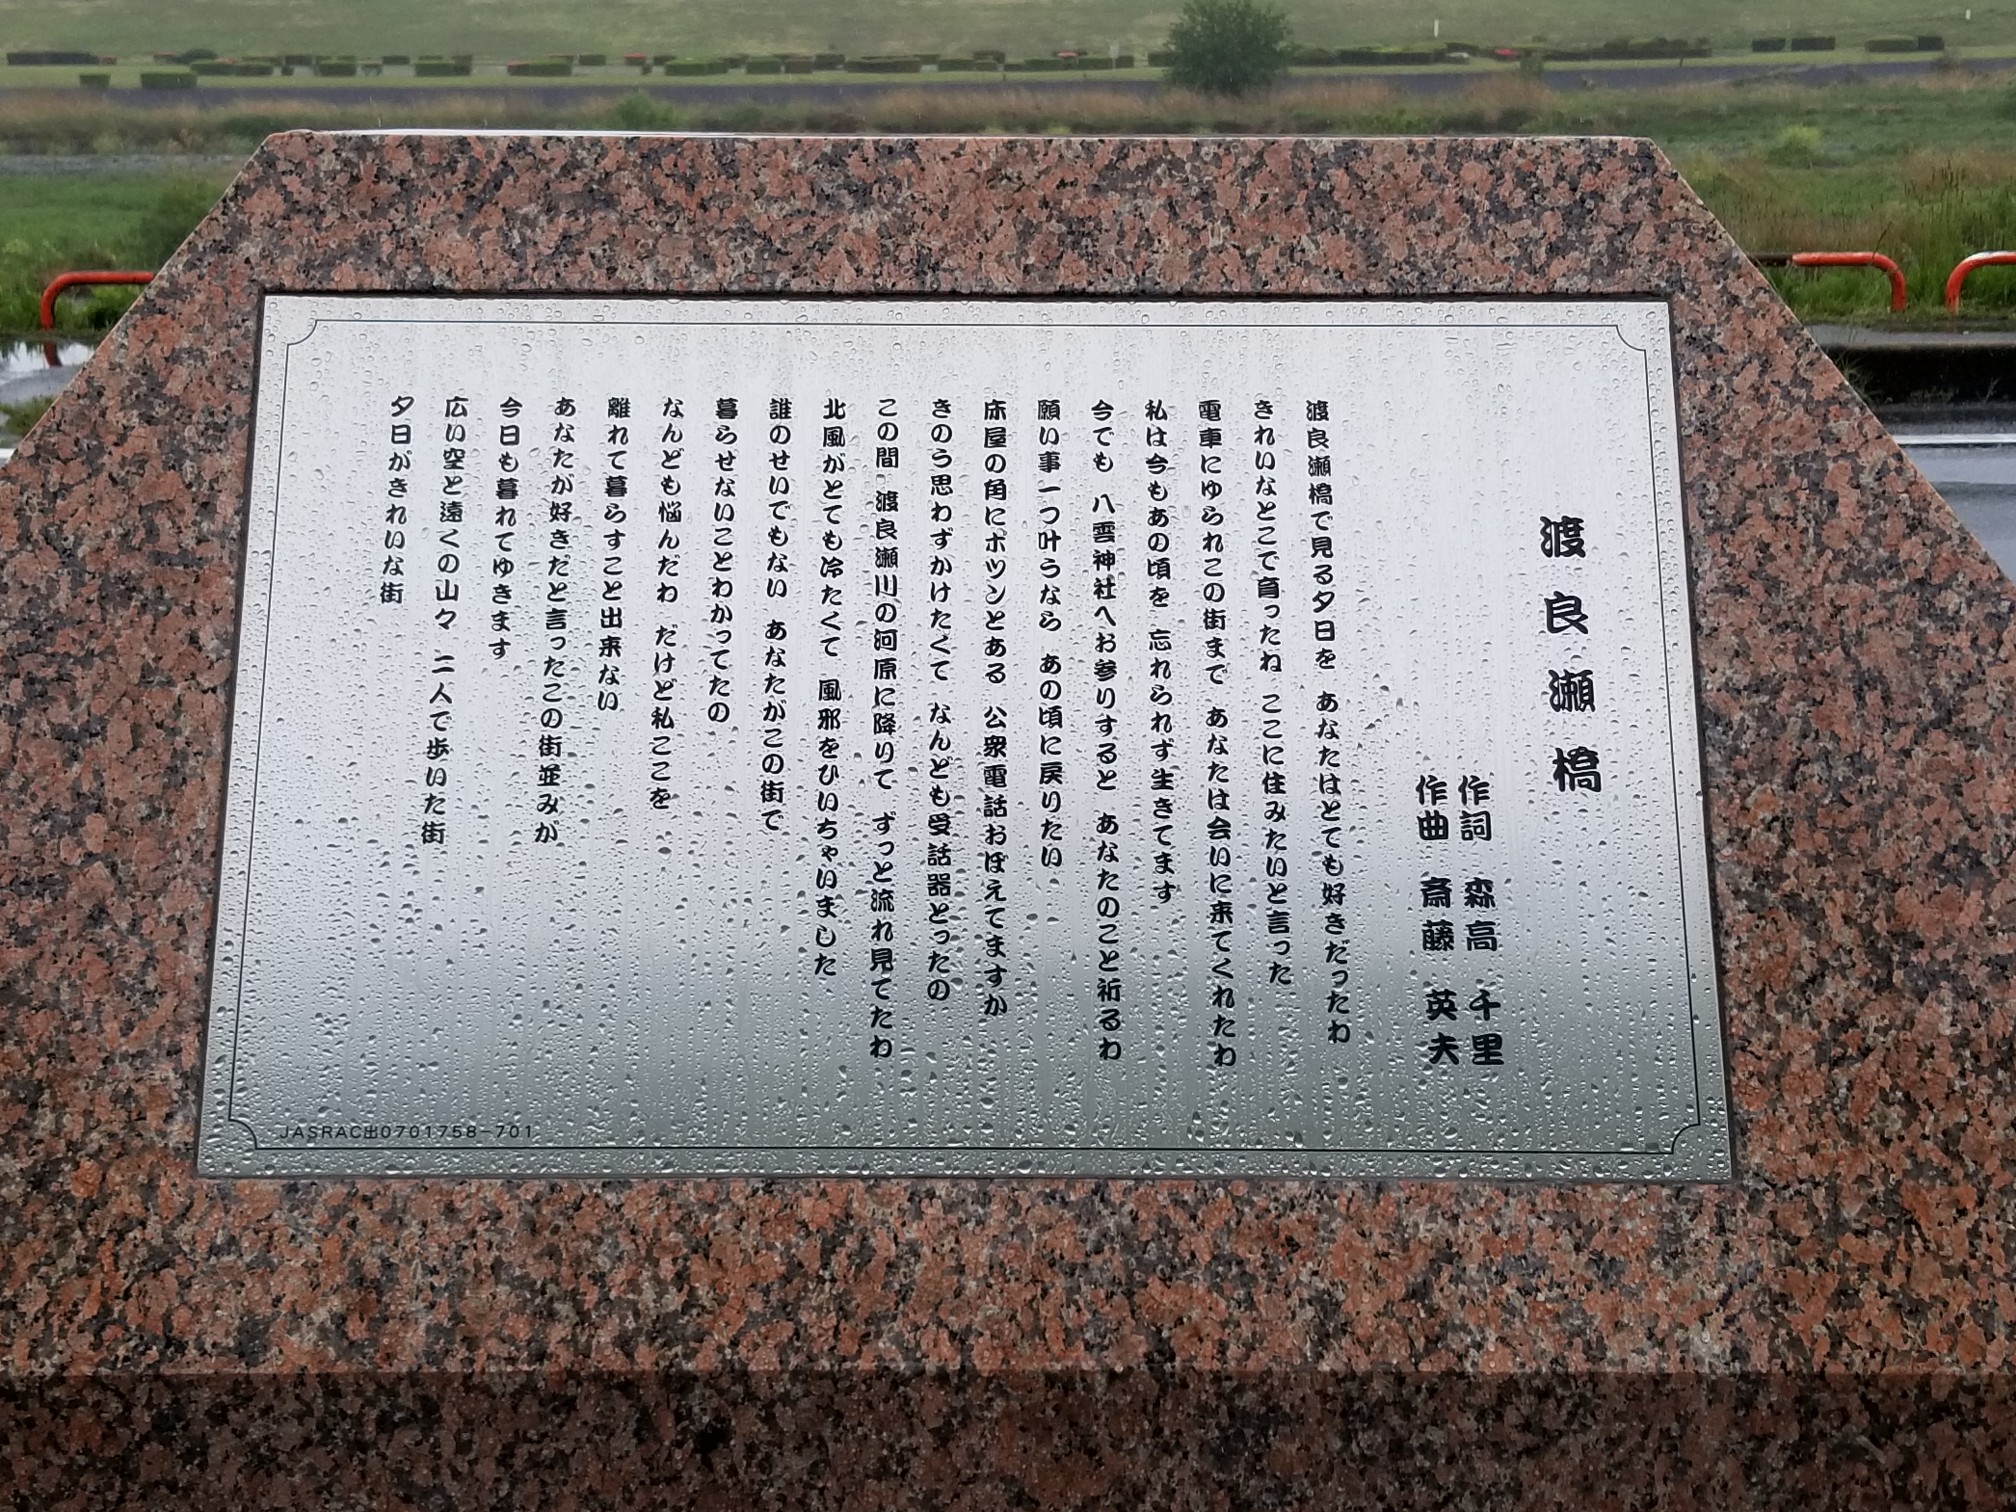 渡良瀬橋
作詞 森高 千里
作曲 斎藤 英夫
渡良瀬橋で見る夕日を あなたはとても好きだったわ
きれいなとこで育ったね ここに住みたいと言った
電車にゆられこの街まで あなたは会いに来てくれたわ
私は今もあの頃を 忘れられず生きてます
今でも 八雲神社へお参りすると あなたのこと祈るわ
願い事一つ叶うなら あの頃に戻りたい
床屋の角にポツンとある 公衆電話おぼえてますか
きのう思わずかけたくて なんども受話器とったの
この間 渡良瀬川の河原に降りて ずっと流れ見てたわ
北風がとても冷たくて 風邪をひいちゃいました
誰のせいでもない あなたがこの街で
暮らせないことわかってたの
なんども悩んだわ だけど私ここを
離れて暮らすこと出来ない
あなたが好きだと言ったこの街並みが
今日も暮れてゆきます
広い空と遠くの山々 二人で歩いた街
夕日がきれいな街
JASRAC出0701758-701